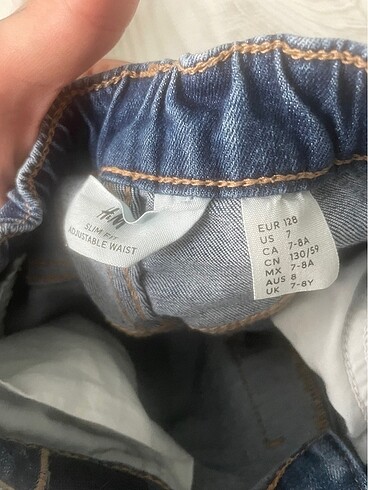 H&M
SLIM FIT
ADJUSTABLE WAIST
EUR 128
US 7
CA 7-8A
CN 130/59
MX 7-8A
AUS 8
UK 7-8Y